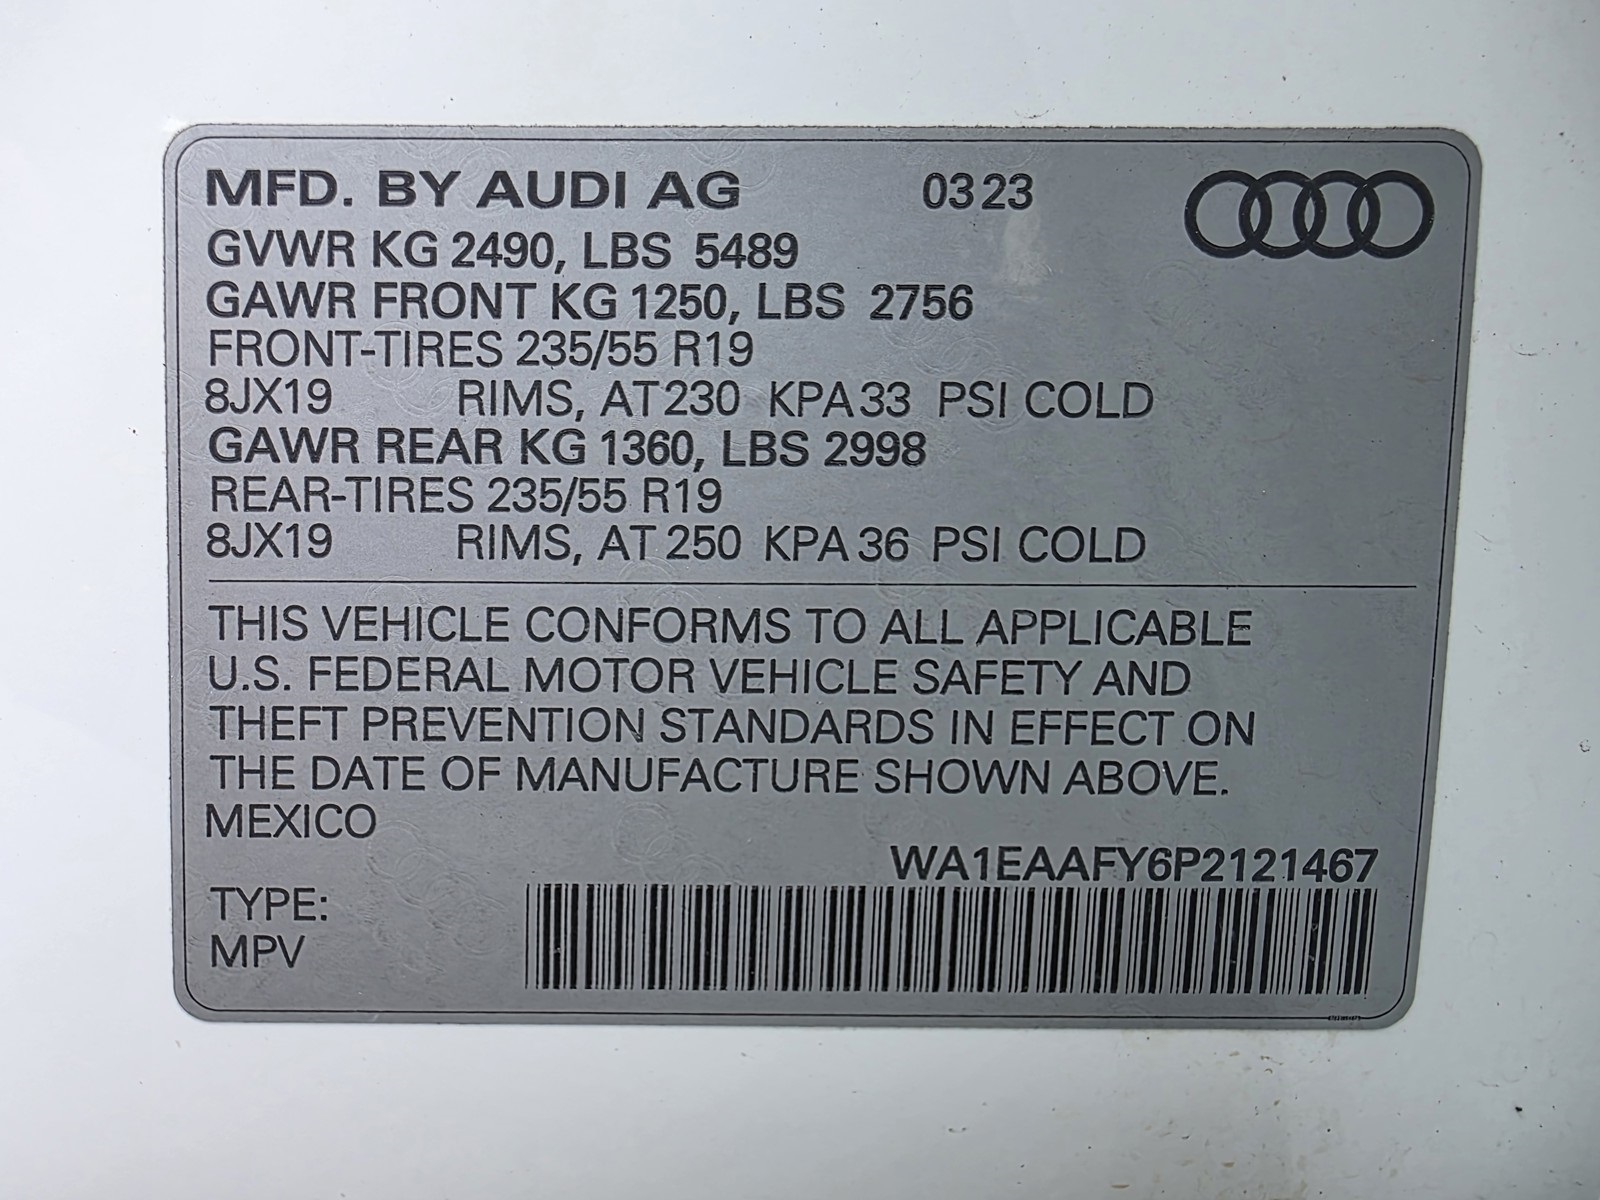 MFD. BY AUDI AG 0323
GVWR KG 2490, LBS 5489
GAWR FRONT KG 1250, LBS 2756
FRONT-TIRES 235/55 R19
8JX19 RIMS, AT 230 KPA 33 PSI COLD
GAWR REAR KG 1360, LBS 2998
REAR-TIRES 235/55 R19
8JX19 RIMS, AT 250 KPA 36 PSI COLD
THIS VEHICLE CONFORMS TO ALL APPLICABLE
U.S. FEDERAL MOTOR VEHICLE SAFETY AND
THEFT PREVENTION STANDARDS IN EFFECT ON
THE DATE OF MANUFACTURE SHOWN ABOVE.
MEXICO
WA1EAAFY6P2121467
TYPE:
MPV